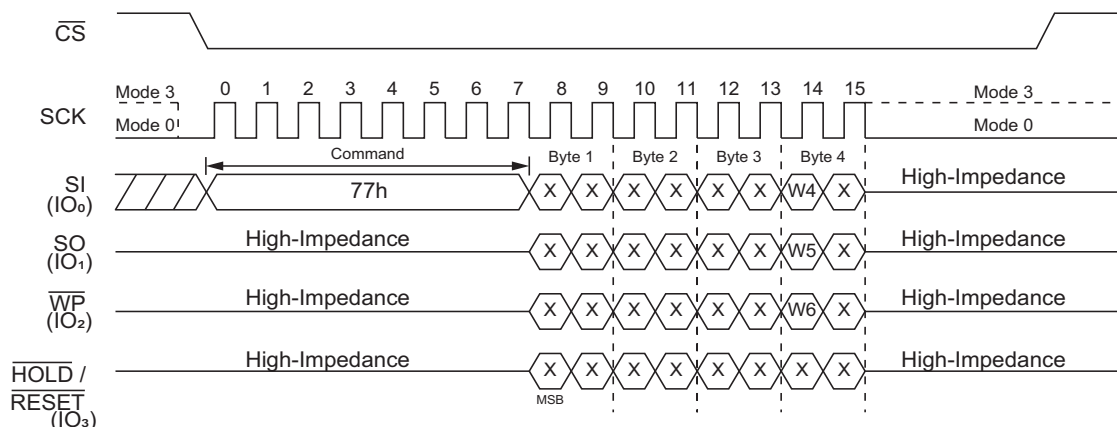 CS
Mode 3 0 1 2 3 4 5 6 7 8 9 10 11 12 13 14 15 Mode 3
SCK
Mode 0 Mode 0
Command Byte 1 Byte 2 Byte 3 Byte 4
SI 77h X X X X X X W4 X High-Impedance
(IO₀)
SO High-Impedance X X X X X X W5 X High-Impedance
(IO₁)
WP High-Impedance X X X X X X W6 X High-Impedance
(IO₂)
HOLD / High-Impedance X X X X X X X X High-Impedance
RESET MSB
(IO₃)